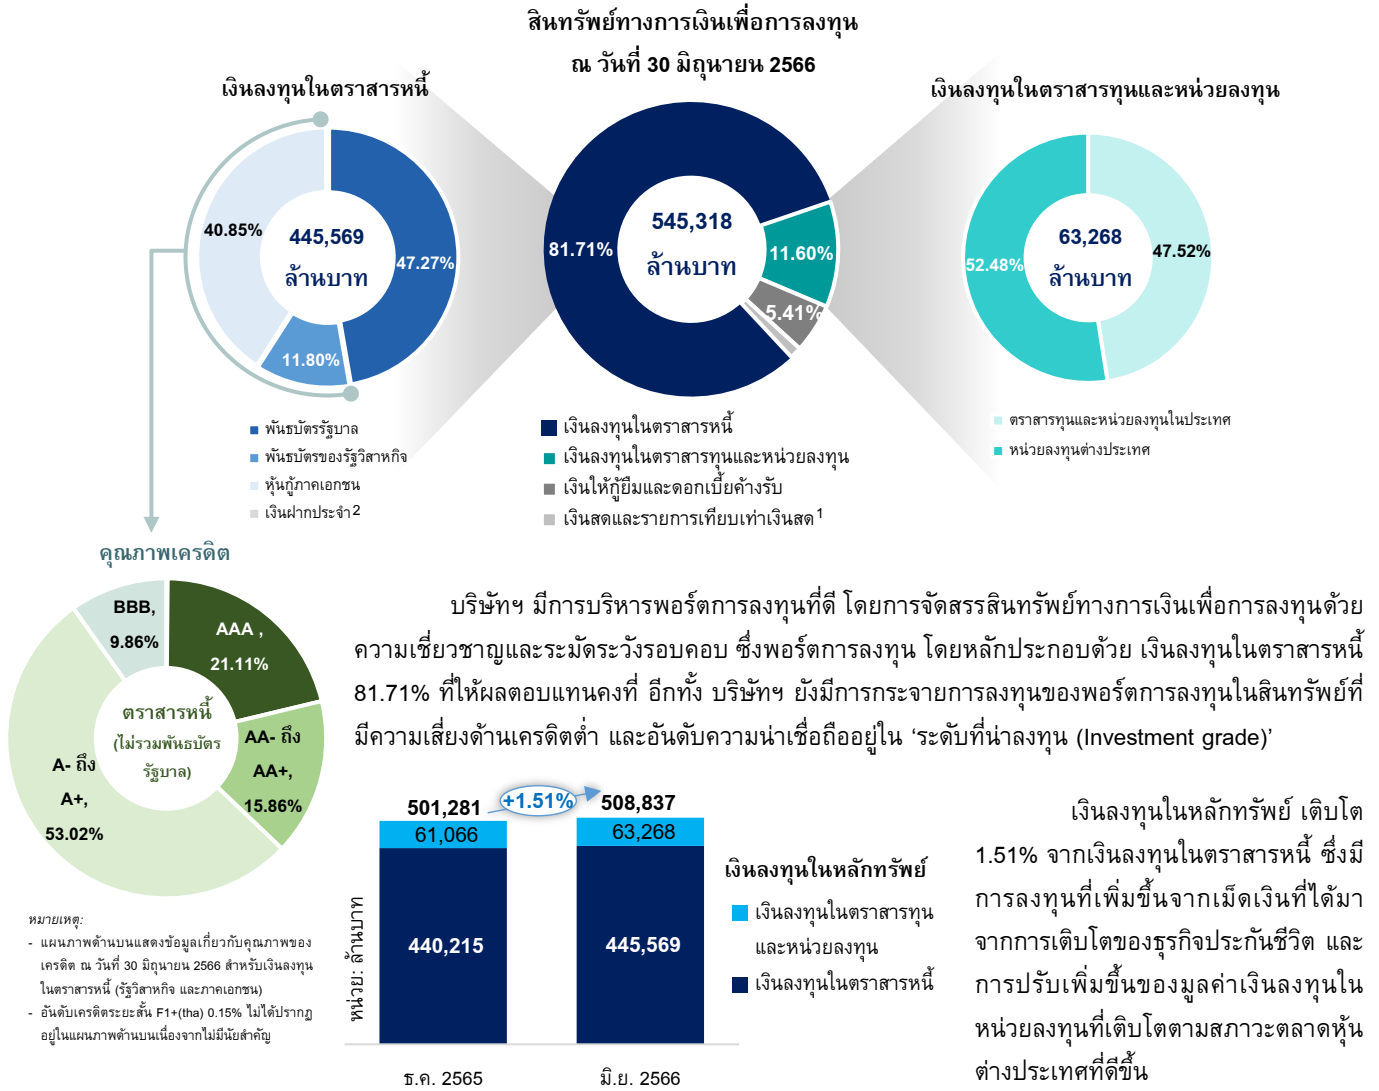 สินทรัพย์ทางการเงินเพื่อการลงทุน
ณ วันที่ 30 มิถุนายน 2566
เงินลงทุนในตราสารหนี้
40.85%
445,569
ล้านบาท
47.27%
11.80%
พันธบัตรรัฐบาล
พันธบัตรของรัฐวิสาหกิจ
หุ้นกู้ภาคเอกชน
เงินฝากประจำ2
81.71%
545,318
ล้านบาท
11.60%
5.41%
เงินลงทุนในตราสารหนี้
เงินลงทุนในตราสารทุนและหน่วยลงทุน
เงินให้กู้ยืมและดอกเบี้ยค้างรับ
เงินสดและรายการเทียบเท่าเงินสด1
เงินลงทุนในตราสารทุนและหน่วยลงทุน
52.48%
63,268
ล้านบาท
47.52%
ตราสารทุนและหน่วยลงทุนในประเทศ
หน่วยลงทุนต่างประเทศ
คุณภาพเครดิต
BBB,
9.86%
AAA ,
21.11%
ตราสารหนี้
(ไม่รวมพันธบัตร
รัฐบาล)
AA- ถึง
AA+,
15.86%
A- ถึง
A+,
53.02%
หมายเหตุ:
- แผนภาพด้านบนแสดงข้อมูลเกี่ยวกับคุณภาพของ
เครดิต ณ วันที่ 30 มิถุนายน 2566 สำหรับเงินลงทุน
ในตราสารหนี้ (รัฐวิสาหกิจ และภาคเอกชน)
- อันดับเครดิตระยะสั้น F1+(tha) 0.15% ไม่ได้ปรากฏ
อยู่ในแผนภาพด้านบนเนื่องจากไม่มีนัยสำคัญ
บริษัทฯ มีการบริหารพอร์ตการลงทุนที่ดี โดยการจัดสรรสินทรัพย์ทางการเงินเพื่อการลงทุนด้วย
ความเชี่ยวชาญและระมัดระวังรอบคอบ ซึ่งพอร์ตการลงทุน โดยหลักประกอบด้วย เงินลงทุนในตราสารหนี้
81.71% ที่ให้ผลตอบแทนคงที่ อีกทั้ง บริษัทฯ ยังมีการกระจายการลงทุนของพอร์ตการลงทุนในสินทรัพย์ที่
มีความเสี่ยงด้านเครดิตต่ำ และอันดับความน่าเชื่อถืออยู่ใน ‘ระดับที่น่าลงทุน (Investment grade)’
หน่วย: ล้านบาท
501,281
+1.51%
508,837
61,066
63,268
440,215
445,569
ธ.ค. 2565
มิ.ย. 2566
เงินลงทุนในหลักทรัพย์
เงินลงทุนในตราสารทุน
และหน่วยลงทุน
เงินลงทุนในตราสารหนี้
เงินลงทุนในหลักทรัพย์ เติบโต
1.51% จากเงินลงทุนในตราสารหนี้ ซึ่งมี
การลงทุนที่เพิ่มขึ้นจากเม็ดเงินที่ได้มา
จากการเติบโตของธุรกิจประกันชีวิต และ
การปรับเพิ่มขึ้นของมูลค่าเงินลงทุนใน
หน่วยลงทุนที่เติบโตตามสภาวะตลาดหุ้น
ต่างประเทศที่ดีขึ้น